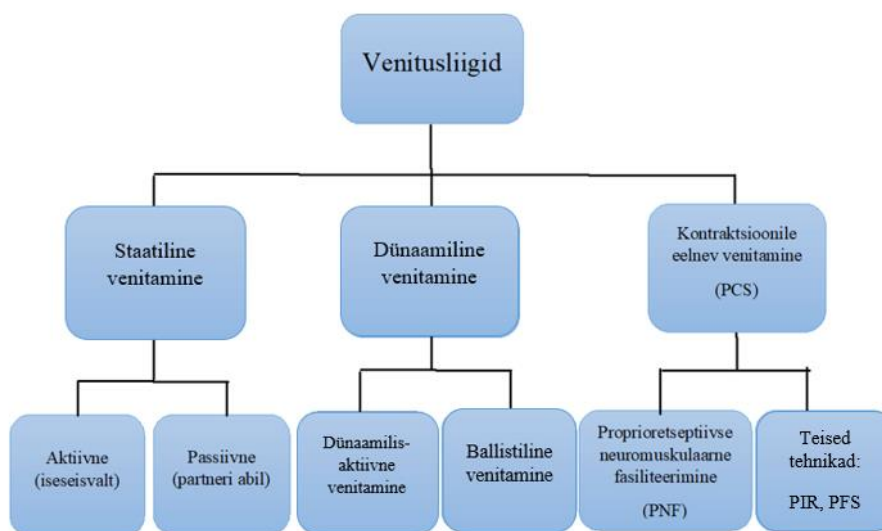 Venitusliigid
Staatiline
venitamine
Dünaamiline
venitamine
Kontraktsioonile
eelnev venitamine
(PCS)
Aktiivne
(iseseisvalt)
Passiivne
(partneri abil)
Dünaamilis-
aktiivne
venitamine
Ballistiline
venitamine
Proprioretseptiivse
neuromuskulaarne
fasiliteerimine
(PNF)
Teised
tehnikad:
PIR, PFS